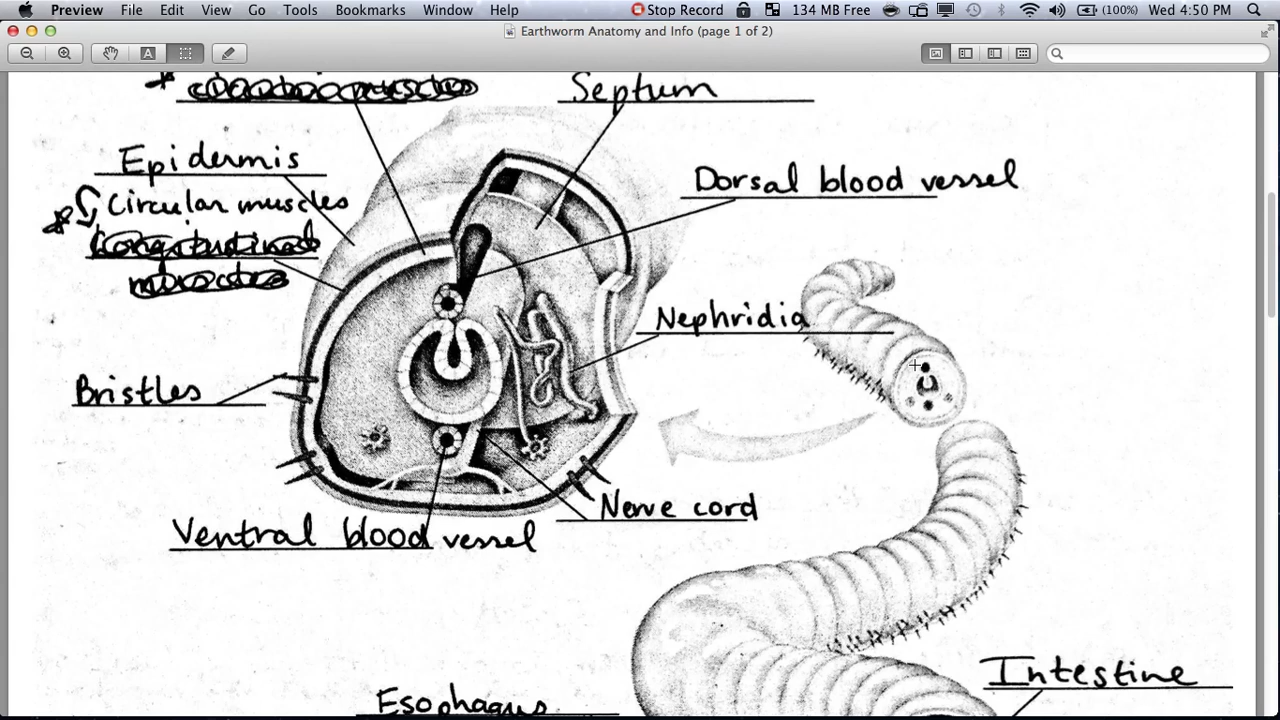 Preview File Edit View Go Tools Bookmarks Window Help Stop Record 134 MB Free (100%) Wed 4:50 PM
Earthworm Anatomy and Info (page 1 of 2)
Septum
Epidermis
Dorsal blood vessel
Circular muscles
Nephridia
Bristles
Nerve cord
Ventral blood vessel
Intestine
Esophagus